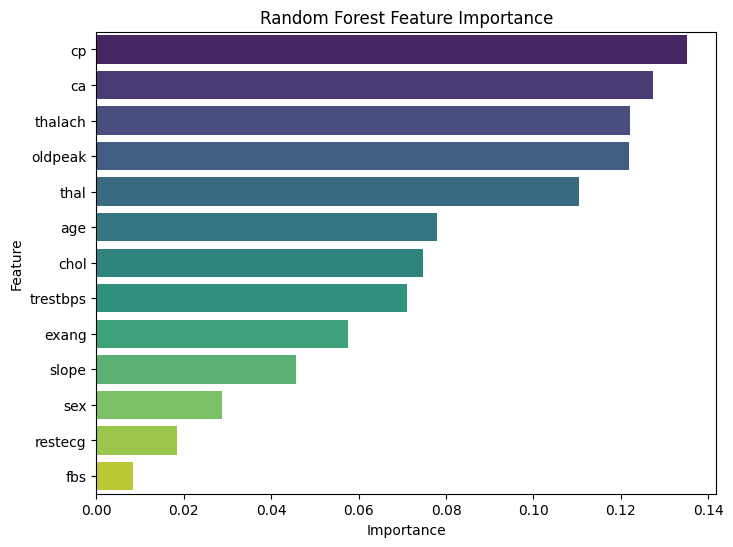 Random Forest Feature Importance
Feature
cp
ca
thalach
oldpeak
thal
age
chol
trestbps
exang
slope
sex
restecg
fbs
0.00 0.02 0.04 0.06 0.08 0.10 0.12 0.14
Importance